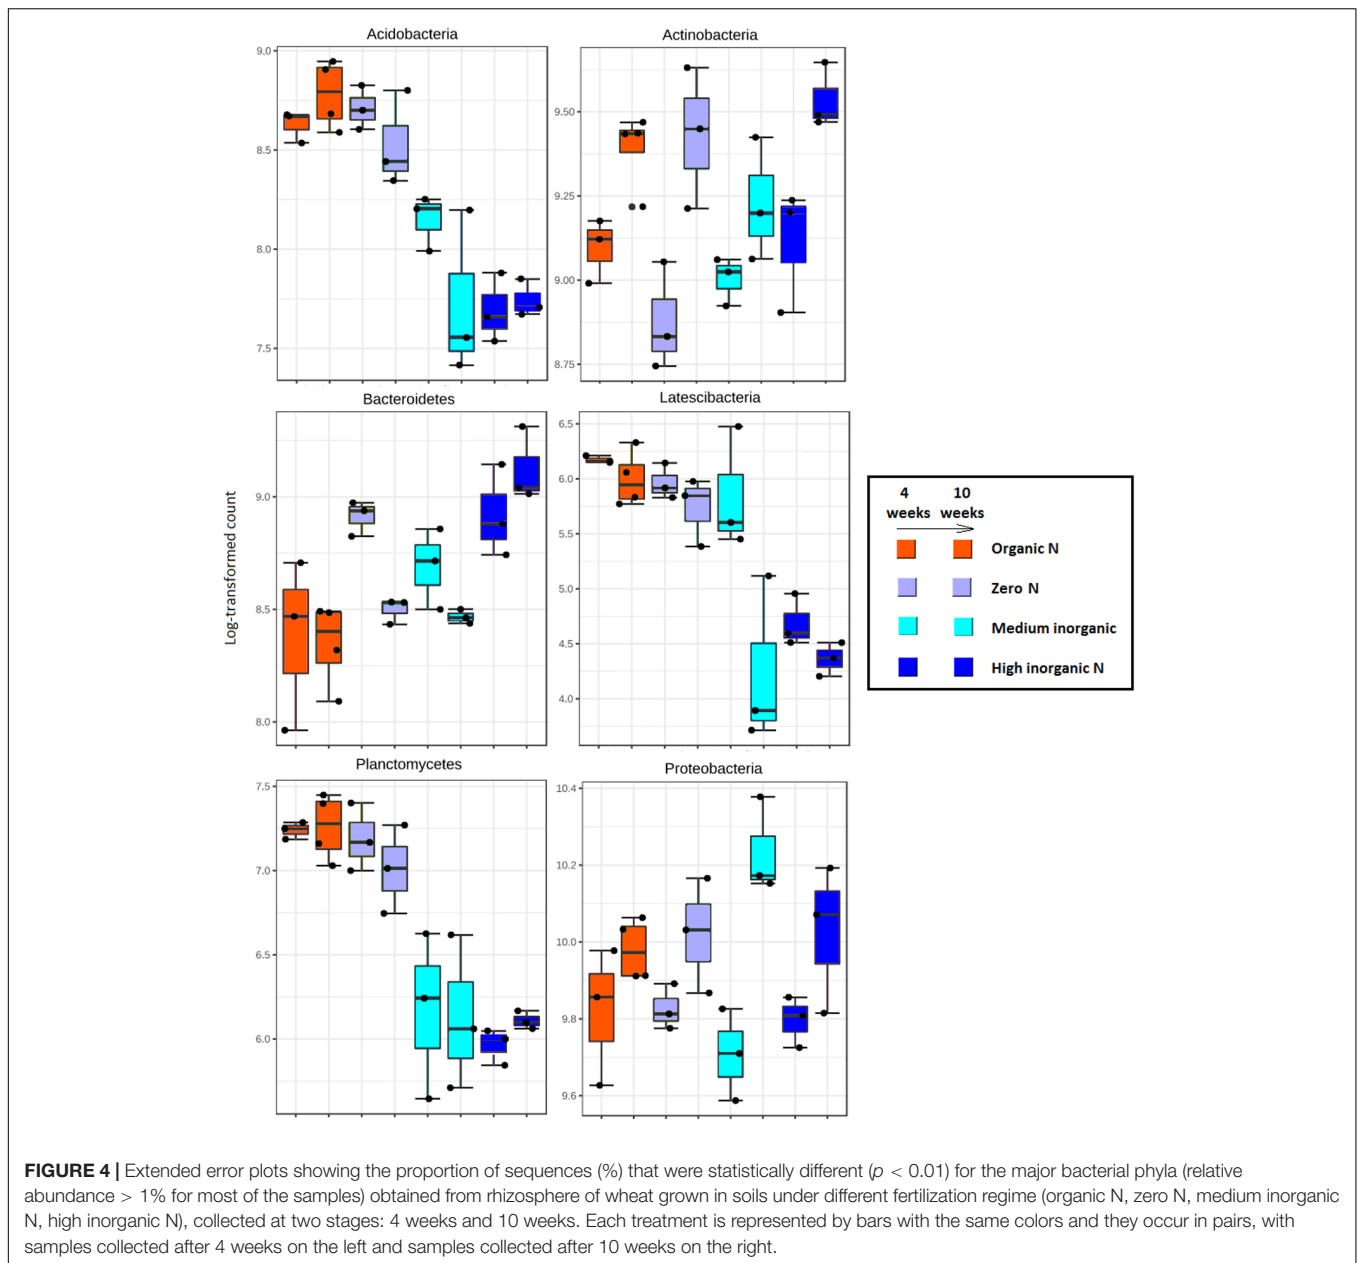 Acidobacteria
9.0
8.5
8.0
7.5
Actinobacteria
9.50
9.25
9.00
8.75
Bacteroidetes
9.0
8.5
8.0
Latescibacteria
6.5
6.0
5.5
5.0
4.5
4.0
Log-transformed count
Planctomycetes
7.5
7.0
6.5
6.0
Proteobacteria
10.4
10.2
10.0
9.8
9.6
4 10
weeks weeks
Organic N
Zero N
Medium inorganic
High inorganic N
FIGURE 4 | Extended error plots showing the proportion of sequences (%) that were statistically different (p < 0.01) for the major bacterial phyla (relative
abundance > 1% for most of the samples) obtained from rhizosphere of wheat grown in soils under different fertilization regime (organic N, zero N, medium inorganic
N, high inorganic N), collected at two stages: 4 weeks and 10 weeks. Each treatment is represented by bars with the same colors and they occur in pairs, with
samples collected after 4 weeks on the left and samples collected after 10 weeks on the right.